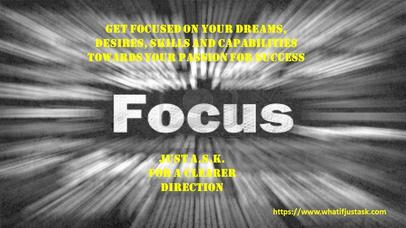 GET FOCUSED ON YOUR DREAMS,
DESIRES, SKILLS AND CAPABILITIES
TOWARDS YOUR PASSION FOR SUCCESS
Focus
JUST A.S.K.
FOR A CLEARER
DIRECTION
https://www.whatifjustask.com